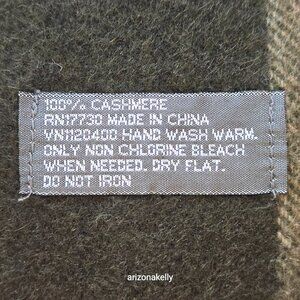 100% CASHMERE
RN17730 MADE IN CHINA
VN1120400 HAND WASH WARM.
ONLY NON CHLORINE BLEACH
WHEN NEEDED. DRY FLAT.
DO NOT IRON
arizonakelly